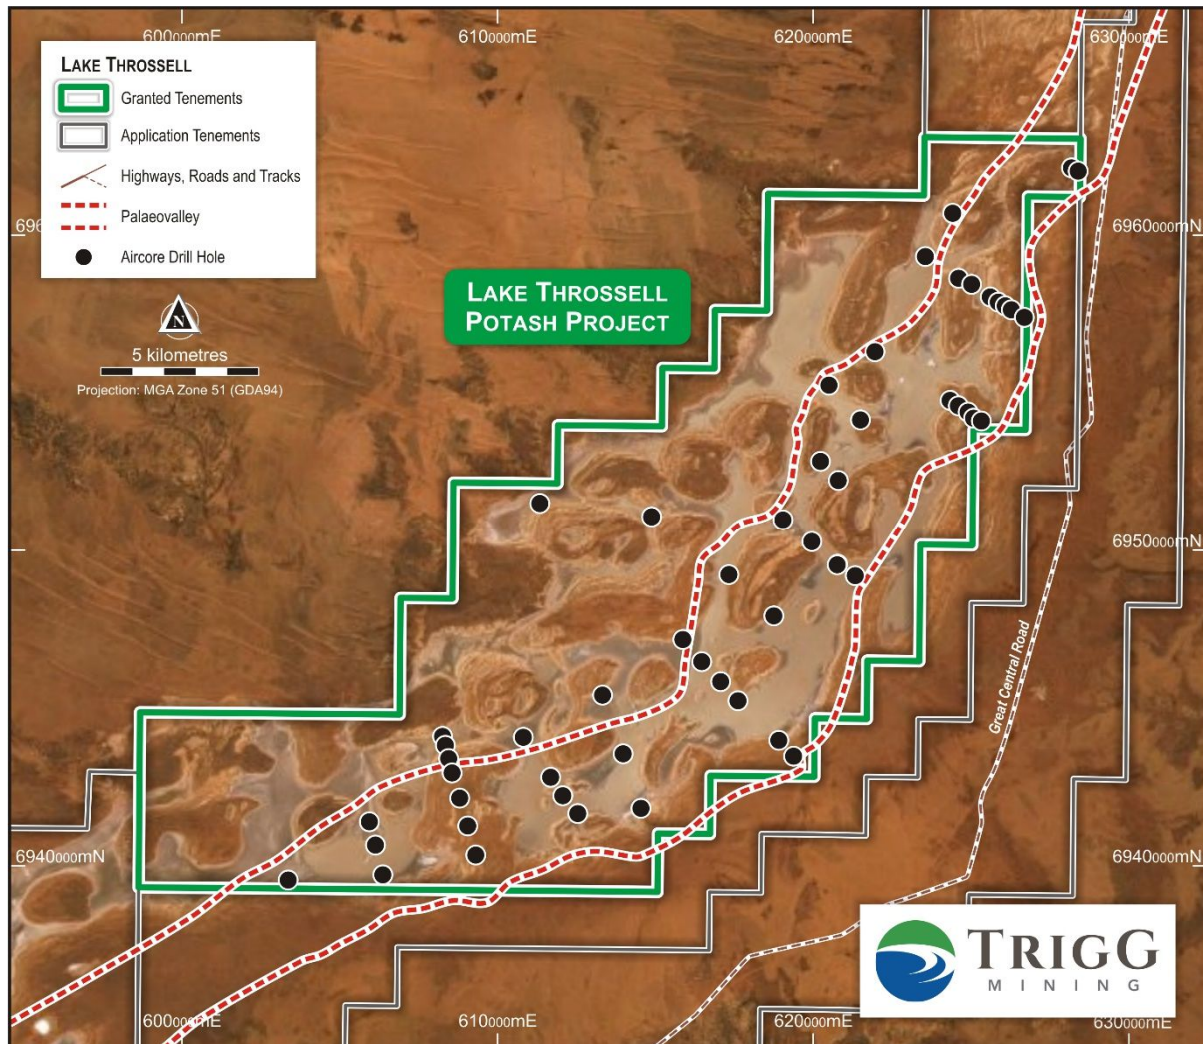 600000mE
610000mE
620000mE
630000mE
LAKE THROSSELL
Granted Tenements
Application Tenements
Highways, Roads and Tracks
Palaeovalley
Aircore Drill Hole
696
6960000mN
N
5 kilometres
Projection: MGA Zone 51 (GDA94)
LAKE THROSSELL
POTASH PROJECT
6950000mN
Great Central Road
6940000mN
6940000mN
TRIGG
MINING
600000mE
610000mE
620000mE
630000mE